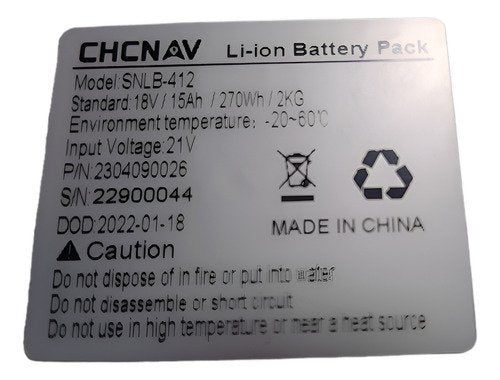 CHCNAV Li-ion Battery Pack
Model:SNLB-412
Standard:18V / 15Ah / 270Wh / 2KG
Environment temperature: -20~60℃
Input Voltage:21V
P/N:2304090026
S/N:22900044
DOD:2022-01-18
MADE IN CHINA
Caution
Do not dispose of in fire or put into water
Do not disassemble or short circuit
Do not use in high temperature or near a heat source